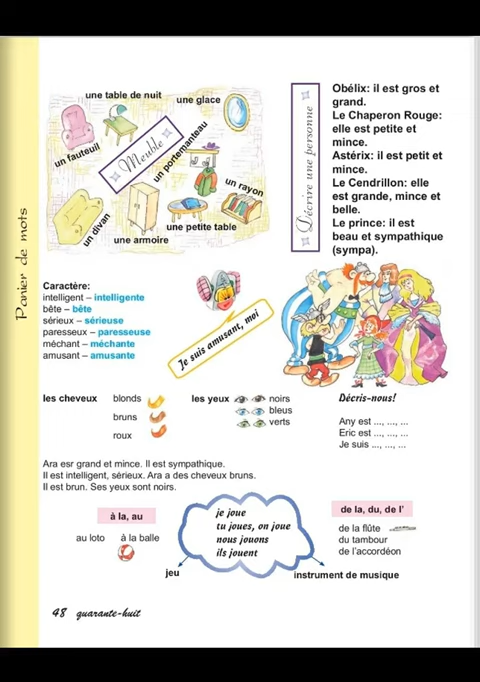 Panier de mots
une table de nuit
une glace
un fauteuil
Meuble
un portemanteau
un rayon
un divan
une armoire
une petite table
Décrire une personne
Obélix: il est gros et
grand.
Le Chaperon Rouge:
elle est petite et
mince.
Astérix: il est petit et
mince.
Le Cendrillon: elle
est grande, mince et
belle.
Le prince: il est
beau et sympathique
(sympa).
Caractère:
intelligent – intelligente
bête – bête
sérieux – sérieuse
paresseux – paresseuse
méchant – méchante
amusant – amusante
Je suis amusant, moi
les cheveux blonds
bruns
roux
les yeux noirs
bleus
verts
Décris-nous!
Any est ..., ..., ...
Eric est ..., ..., ...
Je suis ..., ..., ...
Ara esr grand et mince. Il est sympathique.
Il est intelligent, sérieux. Ara a des cheveux bruns.
Il est brun. Ses yeux sont noirs.
à la, au
au loto à la balle
je joue
tu joues, on joue
nous jouons
ils jouent
de la, du, de l'
de la flûte
du tambour
de l'accordéon
jeu
instrument de musique
48 quarante-huit